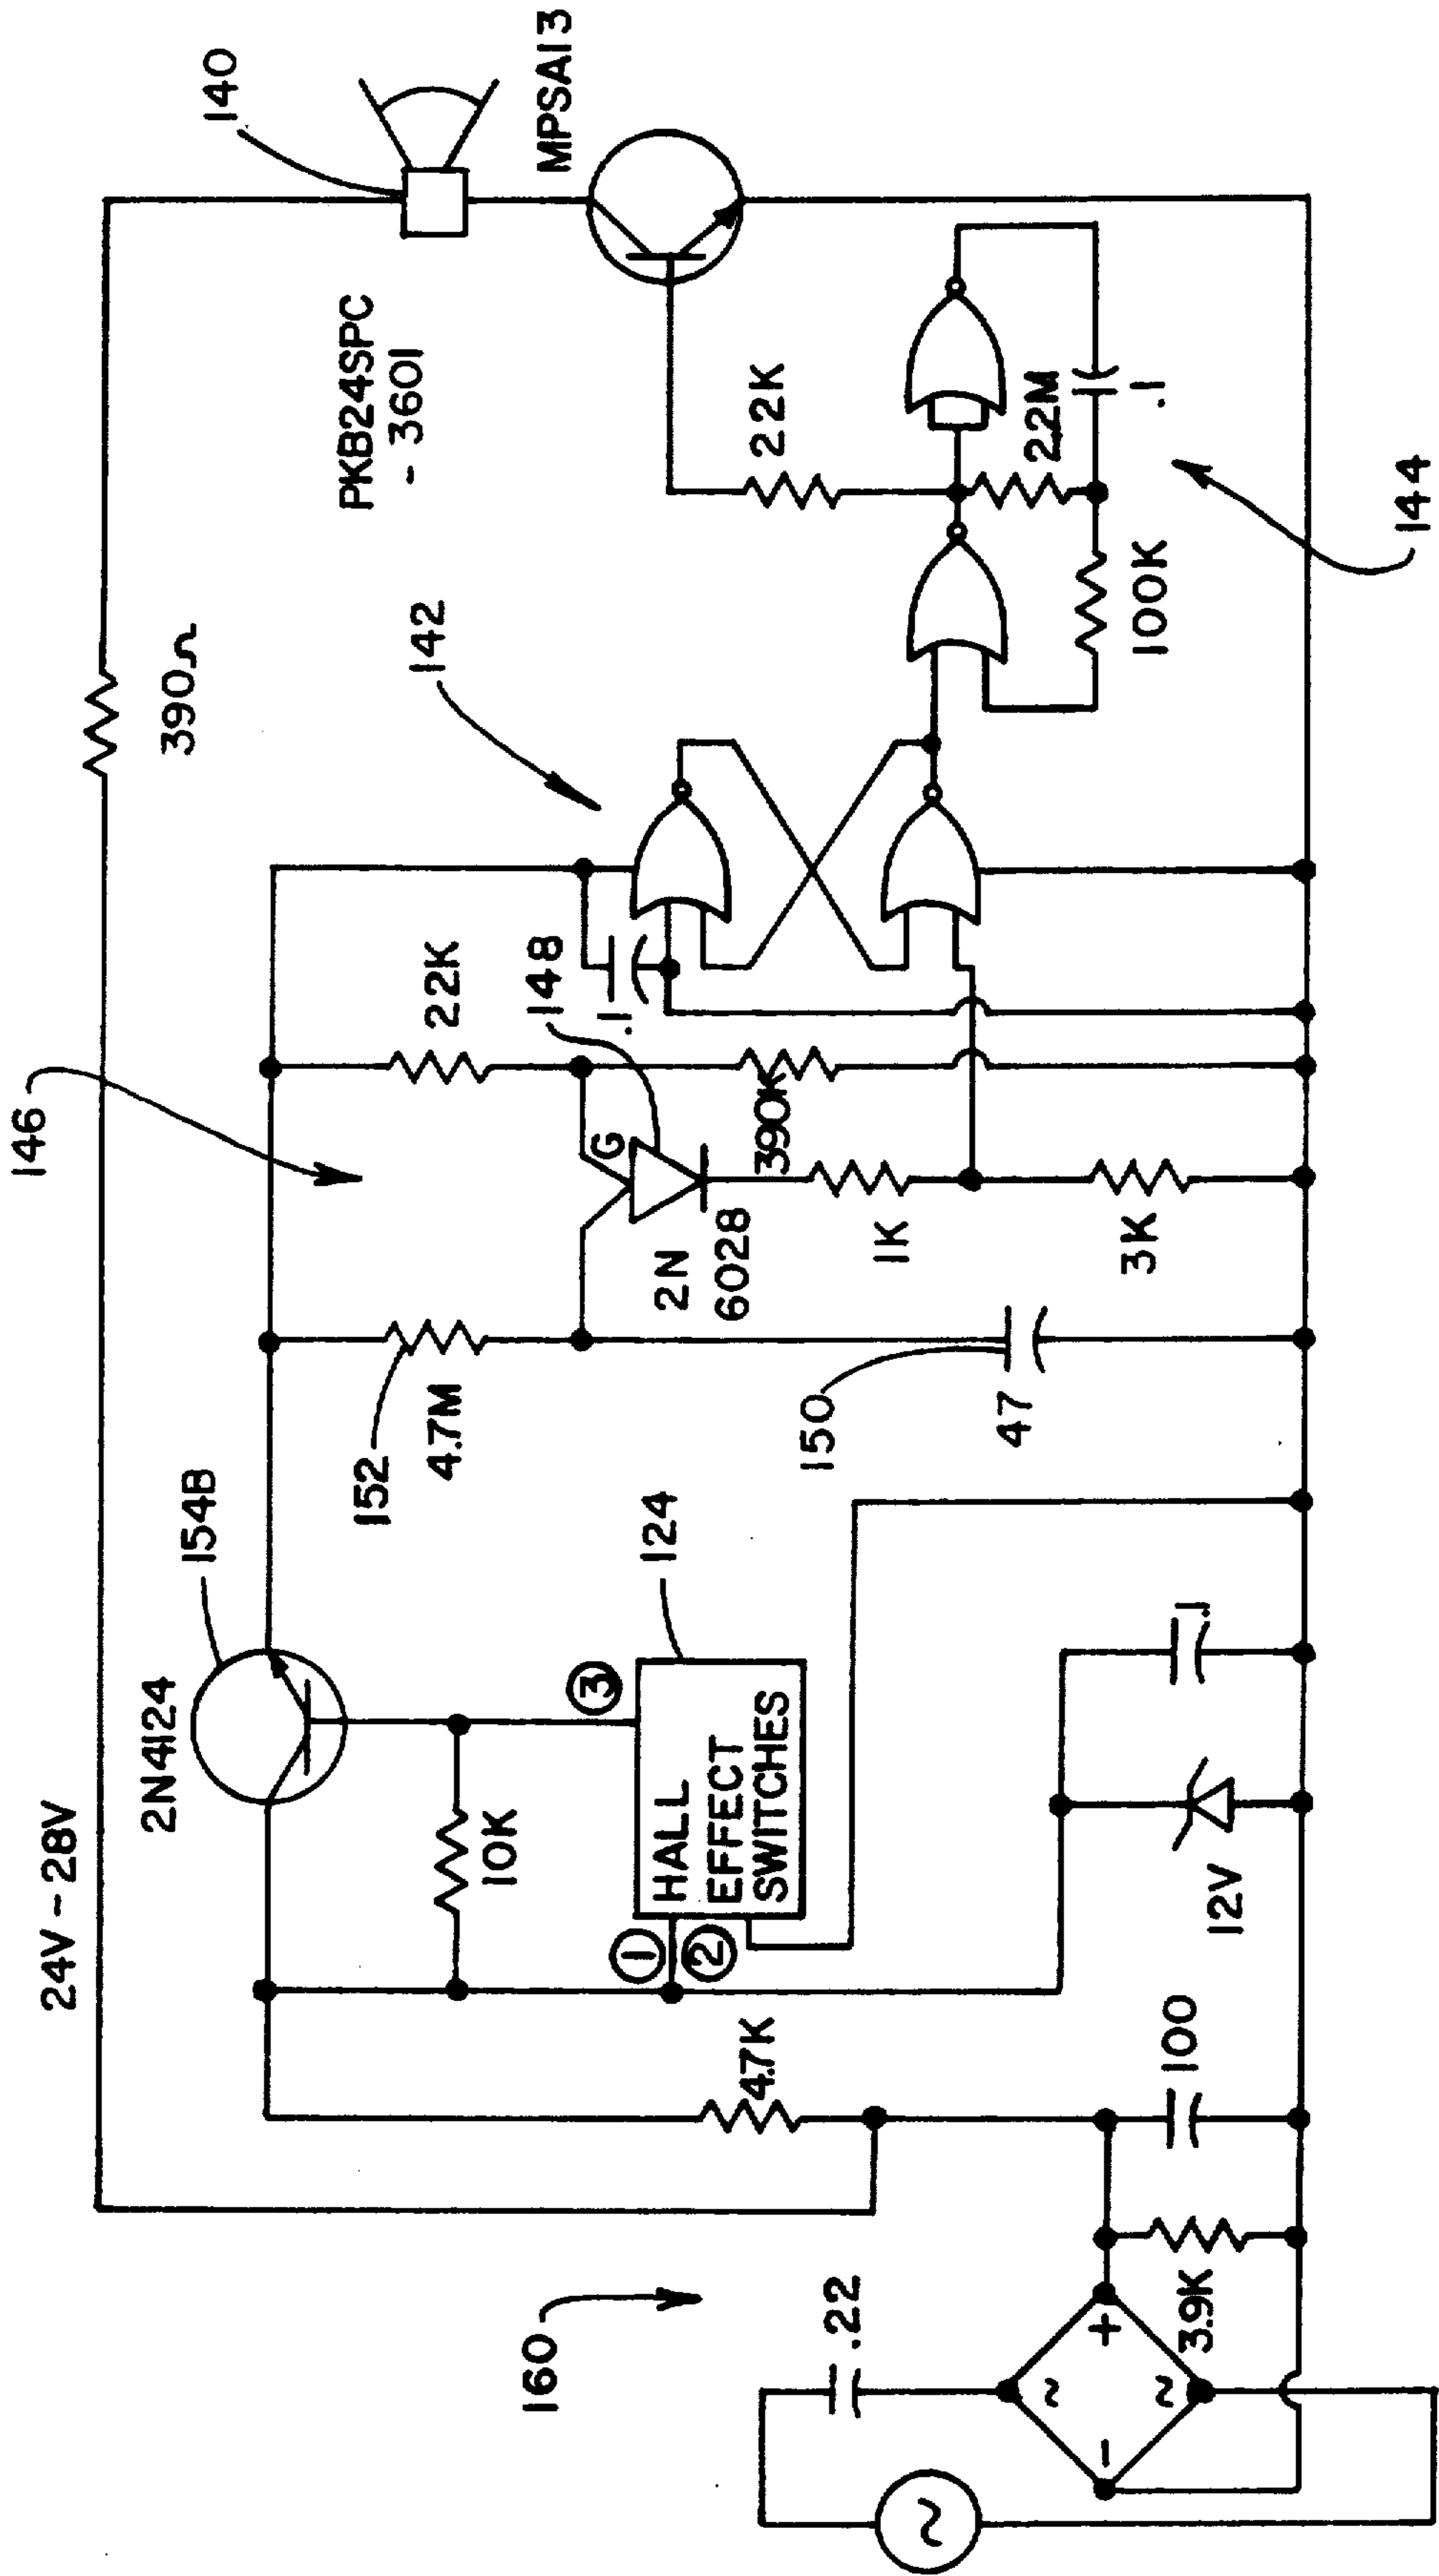 140
MPSA13
PKB24SPC
- 3601
390Ω
142
22K
2.2M
.1
144
100K
146
22K
148
.1
G
390K
2N
6028
1K
3K
152
4.7M
150
47
154B
2N4124
24V - 28V
124
③
HALL
EFFECT
SWITCHES
①
②
10K
.1
12V
4.7K
100
160
.22
3.9K
+
-
~
~
~